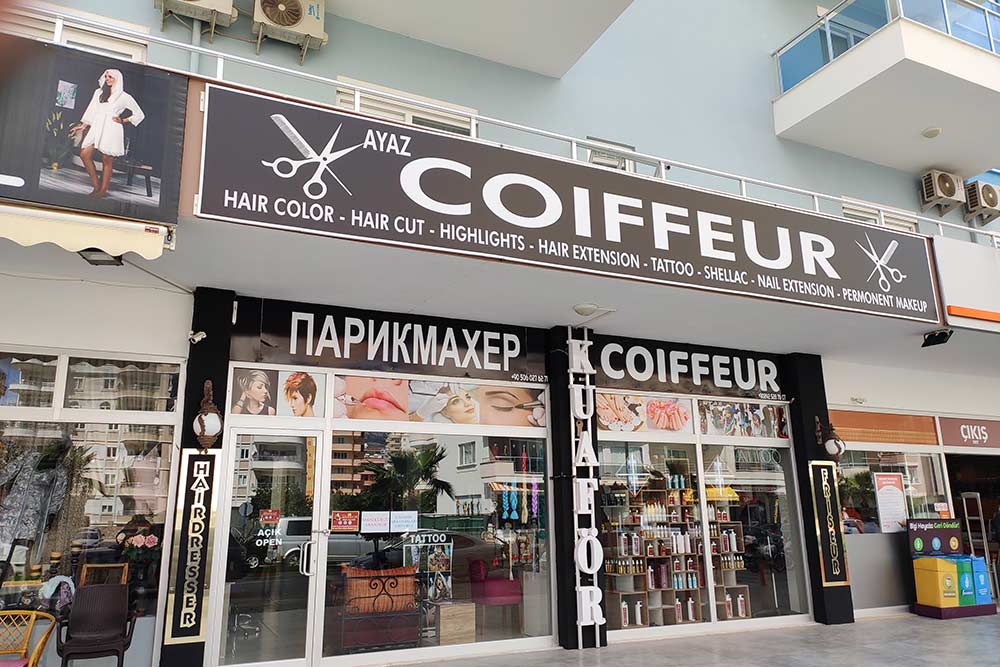 AYAZ
COIFFEUR
HAIR COLOR - HAIR CUT - HIGHLIGHTS - HAIR EXTENSION - TATTOO - SHELLAC - NAIL EXTENSION - PERMONENT MAKEUP
ПАРИКМАХЕР
COIFFEUR
KUAFÖR
HAIRDRESSER
FRISEUR
AÇIK
OPEN
TATTOO
ÇIKIŞ